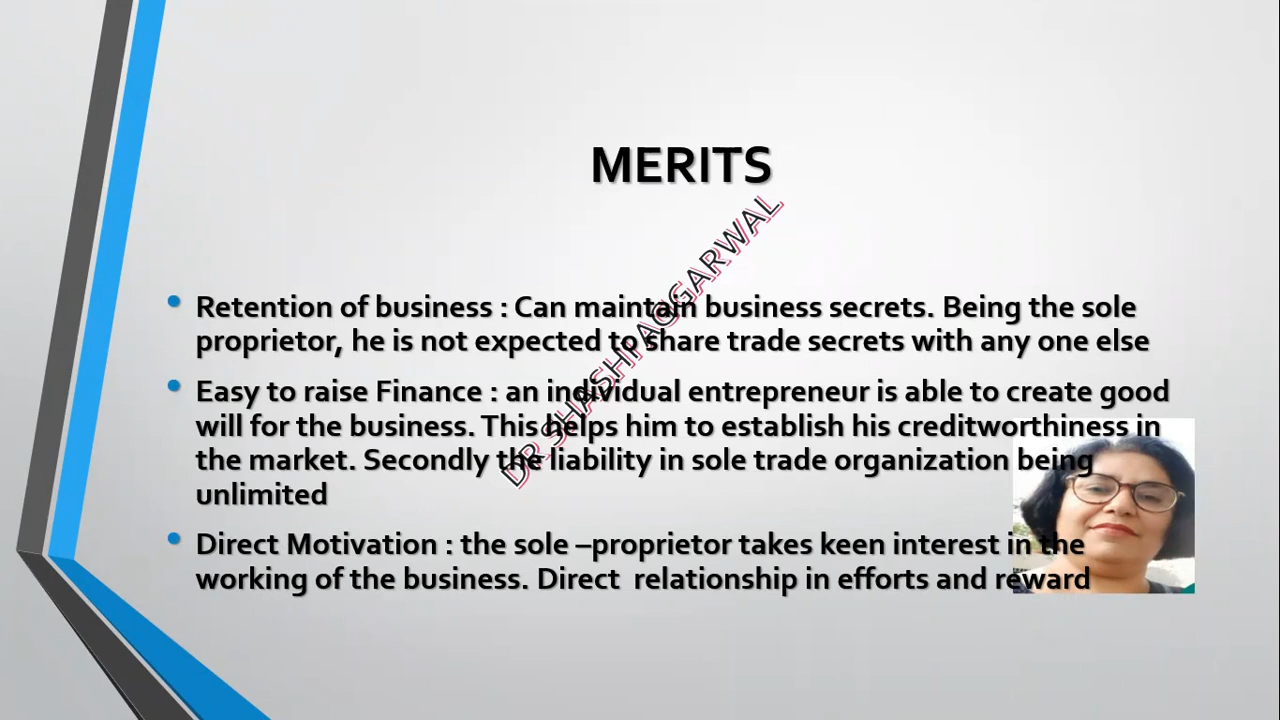 MERITS
DR SHASHI AGGARWAL
Retention of business : Can maintain business secrets. Being the sole
proprietor, he is not expected to share trade secrets with any one else
Easy to raise Finance : an individual entrepreneur is able to create good
will for the business. This helps him to establish his creditworthiness in
the market. Secondly the liability in sole trade organization being
unlimited
Direct Motivation : the sole –proprietor takes keen interest in the
working of the business. Direct  relationship in efforts and reward